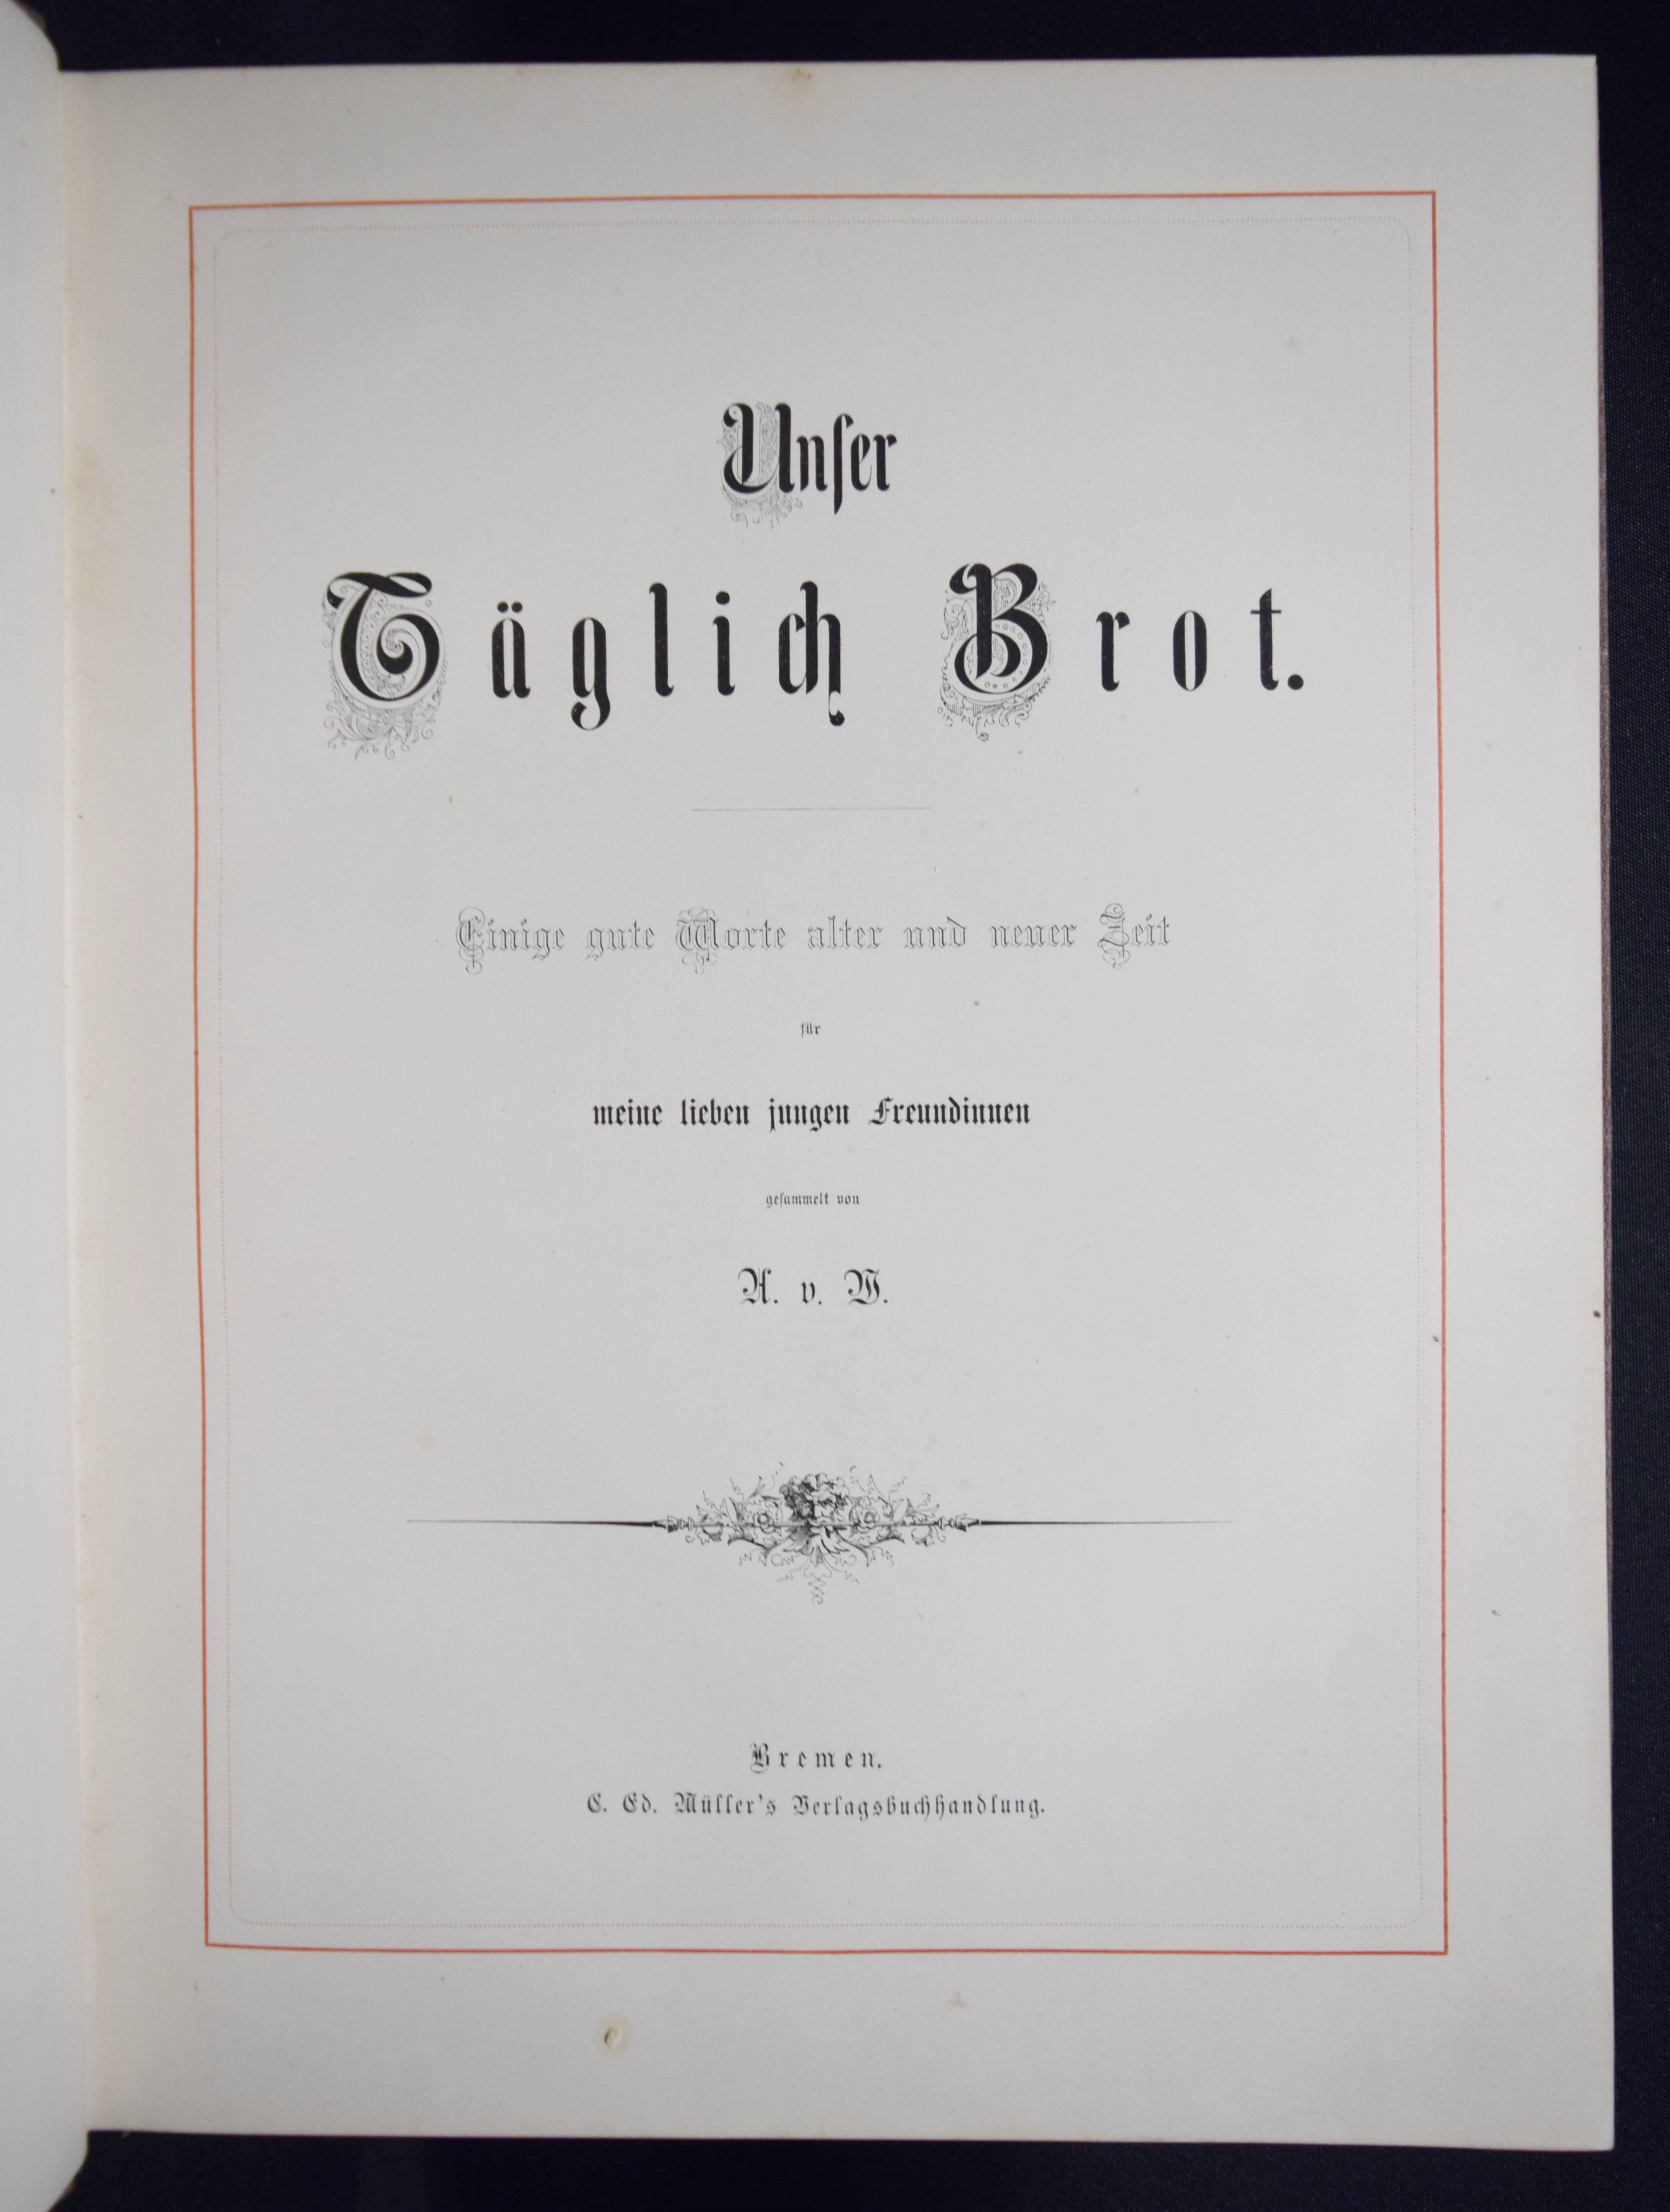 Unſer
Täglich Brot.
Einige gute Worte alter und neuer Zeit
für
meine lieben jungen Freundinnen
geſammelt von
A. v. W.
Bremen.
C. Ed. Müller's Verlagsbuchhandlung.